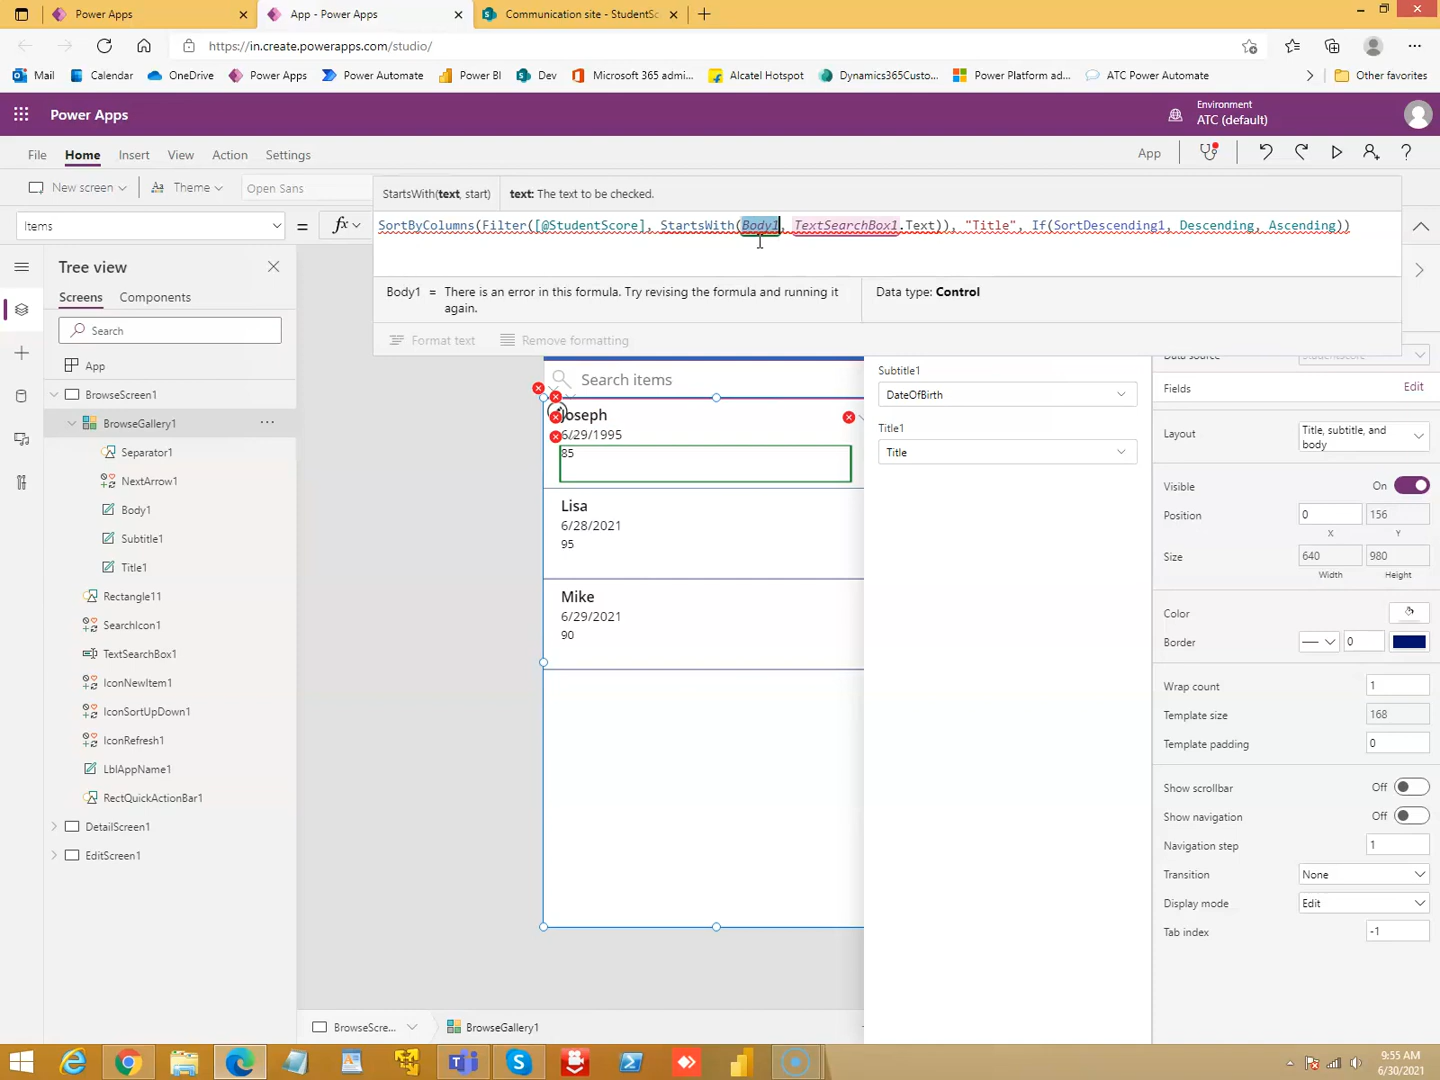 Power Apps
App - Power Apps
Communication site - StudentSc
https://in.create.powerapps.com/studio/
Mail
Calendar
OneDrive
Power Apps
Power Automate
Power BI
Dev
Microsoft 365 admi...
Alcatel Hotspot
Dynamics365Custo...
Power Platform ad...
ATC Power Automate
Other favorites
Power Apps
Environment
ATC (default)
File
Home
Insert
View
Action
Settings
App
New screen
Theme
Open Sans
StartsWith(text, start)
text: The text to be checked.
Items
=
fx
SortByColumns(Filter([@StudentScore], StartsWith(Body1, TextSearchBox1.Text)), "Title", If(SortDescending1, Descending, Ascending))
Tree view
Screens
Components
Search
App
BrowseScreen1
BrowseGallery1
Separator1
NextArrow1
Body1
Subtitle1
Title1
Rectangle11
SearchIcon1
TextSearchBox1
IconNewItem1
IconSortUpDown1
IconRefresh1
LblAppName1
RectQuickActionBar1
DetailScreen1
EditScreen1
Body1 = There is an error in this formula. Try revising the formula and running it
again.
Data type: Control
Format text
Remove formatting
Search items
Joseph
6/29/1995
85
Lisa
6/28/2021
95
Mike
6/29/2021
90
Subtitle1
DateOfBirth
Title1
Title
Data source
Fields
Edit
Layout
Title, subtitle, and
body
Visible
On
Position
0
156
X
Y
Size
640
980
Width
Height
Color
Border
0
Wrap count
1
Template size
168
Template padding
0
Show scrollbar
Off
Show navigation
Off
Navigation step
1
Transition
None
Display mode
Edit
Tab index
-1
BrowseScre...
BrowseGallery1
9:55 AM
6/30/2021